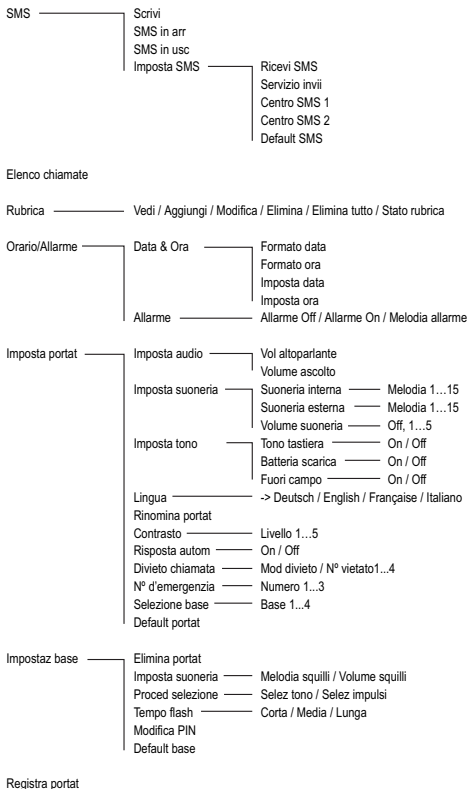 SMS Scrivi
SMS in arr
SMS in usc
Imposta SMS Ricevi SMS
Servizio invii
Centro SMS 1
Centro SMS 2
Default SMS
Elenco chiamate
Rubrica Vedi / Aggiungi / Modifica / Elimina / Elimina tutto / Stato rubrica
Orario/Allarme Data & Ora Formato data
Formato ora
Imposta data
Imposta ora
Allarme Allarme Off / Allarme On / Melodia allarme
Imposta portat Imposta audio Vol altoparlante
Volume ascolto
Imposta suoneria Suoneria interna Melodia 1…15
Suoneria esterna Melodia 1…15
Volume suoneria Off, 1…5
Imposta tono Tono tastiera On / Off
Batteria scarica On / Off
Fuori campo On / Off
Lingua -> Deutsch / English / Française / Italiano
Rinomina portat
Contrasto Livello 1…5
Risposta autom On / Off
Divieto chiamata Mod divieto / Nº vietato1...4
Nº d'emergenzia Numero 1...3
Selezione base Base 1...4
Default portat
Impostaz base Elimina portat
Imposta suoneria Melodia squilli / Volume squilli
Proced selezione Selez tono / Selez impulsi
Tempo flash Corta / Media / Lunga
Modifica PIN
Default base
Registra portat